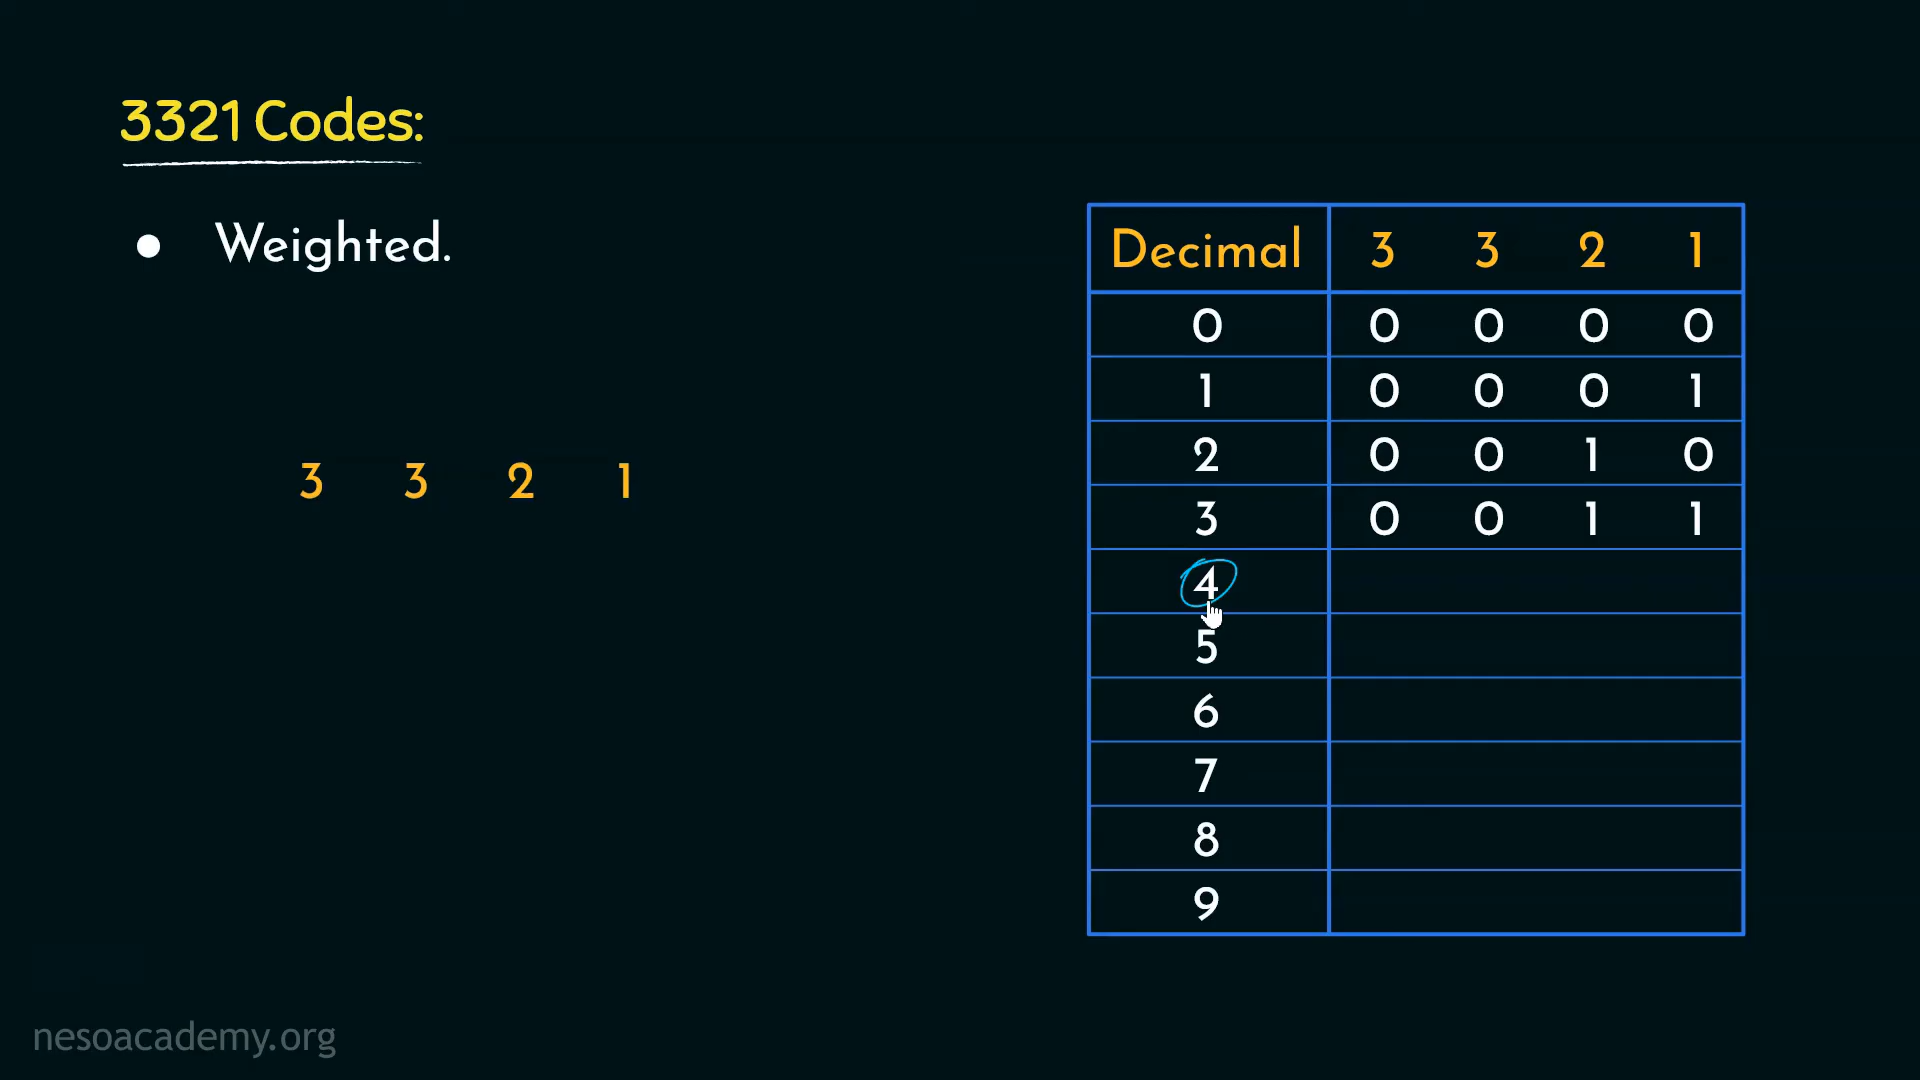 3321 Codes:
● Weighted.
3 3 2 1
Decimal 3 3 2 1
0 0 0 0 0
1 0 0 0 1
2 0 0 1 0
3 0 0 1 1
4
5
6
7
8
9
nesoacademy.org